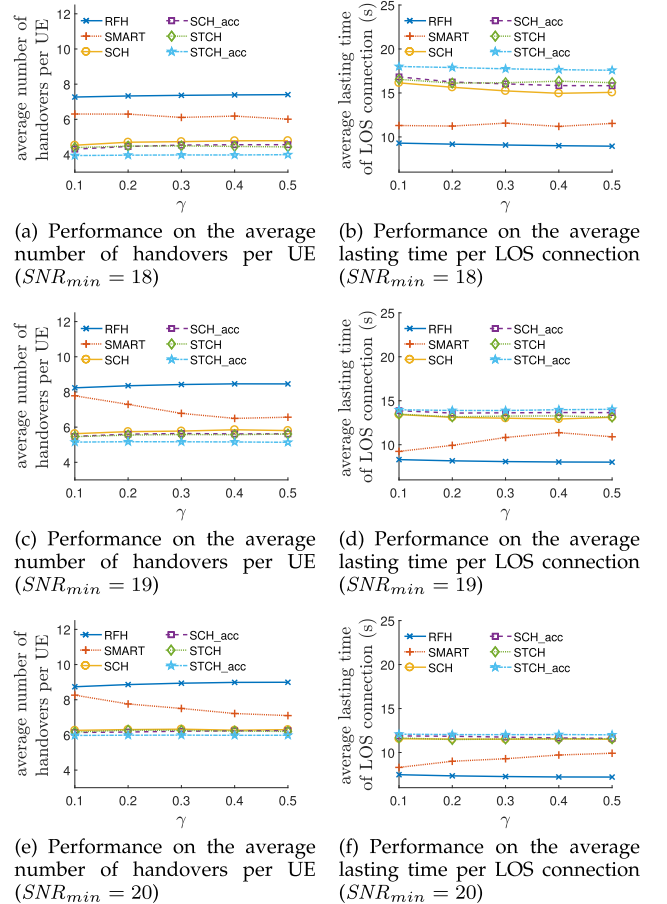 average number of
handovers per UE
12
10
8
6
4
RFH
SMART
SCH
SCH_acc
STCH
STCH_acc
0.1 0.2 0.3 0.4 0.5
γ
(a) Performance on the average
number of handovers per UE
(SNRmin = 18)
average lasting time
of LOS connection (s)
25
20
15
10
RFH
SMART
SCH
SCH_acc
STCH
STCH_acc
0.1 0.2 0.3 0.4 0.5
γ
(b) Performance on the average
lasting time per LOS connection
(SNRmin = 18)
average number of
handovers per UE
12
10
8
6
4
RFH
SMART
SCH
SCH_acc
STCH
STCH_acc
0.1 0.2 0.3 0.4 0.5
γ
(c) Performance on the average
number of handovers per UE
(SNRmin = 19)
average lasting time
of LOS connection (s)
25
20
15
10
RFH
SMART
SCH
SCH_acc
STCH
STCH_acc
0.1 0.2 0.3 0.4 0.5
γ
(d) Performance on the average
lasting time per LOS connection
(SNRmin = 19)
average number of
handovers per UE
12
10
8
6
4
RFH
SMART
SCH
SCH_acc
STCH
STCH_acc
0.1 0.2 0.3 0.4 0.5
γ
(e) Performance on the average
number of handovers per UE
(SNRmin = 20)
average lasting time
of LOS connection (s)
25
20
15
10
RFH
SMART
SCH
SCH_acc
STCH
STCH_acc
0.1 0.2 0.3 0.4 0.5
γ
(f) Performance on the average
lasting time per LOS connection
(SNRmin = 20)